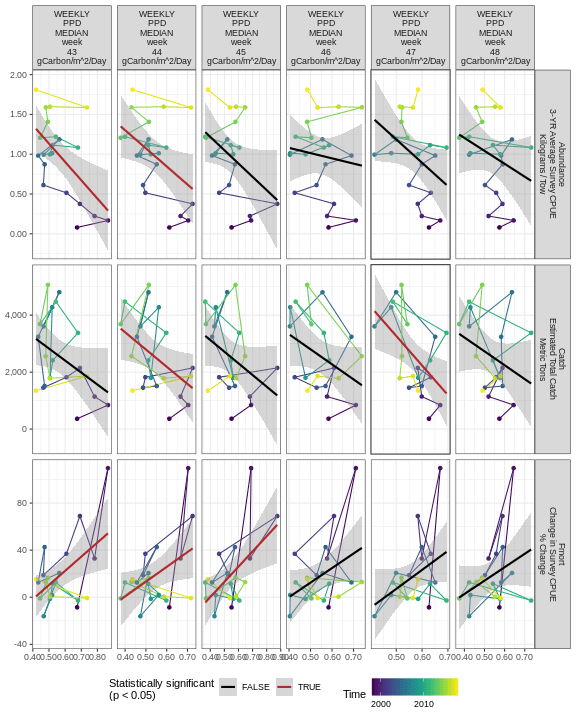 WEEKLY
PPD
MEDIAN
week
43
gCarbon/m^2/Day
WEEKLY
PPD
MEDIAN
week
44
gCarbon/m^2/Day
WEEKLY
PPD
MEDIAN
week
45
gCarbon/m^2/Day
WEEKLY
PPD
MEDIAN
week
46
gCarbon/m^2/Day
WEEKLY
PPD
MEDIAN
week
47
gCarbon/m^2/Day
WEEKLY
PPD
MEDIAN
week
48
gCarbon/m^2/Day
2.00
1.50
1.00
0.50
0.00
Abundance
3-YR Average Survey CPUE
Kilograms / Tow
4,000
2,000
0
Catch
Estimated Total Catch
Metric Tons
80
40
0
-40
Fmort
Change in Survey CPUE
% Change
0.40 0.50 0.60 0.70 0.80
0.40 0.50 0.60 0.70
0.40 0.50 0.60 0.70 0.80
0.40 0.50 0.60 0.70
0.50 0.60 0.70
0.40 0.50 0.60 0.70
Statistically significant
(p < 0.05)
FALSE
TRUE
Time
2000
2010